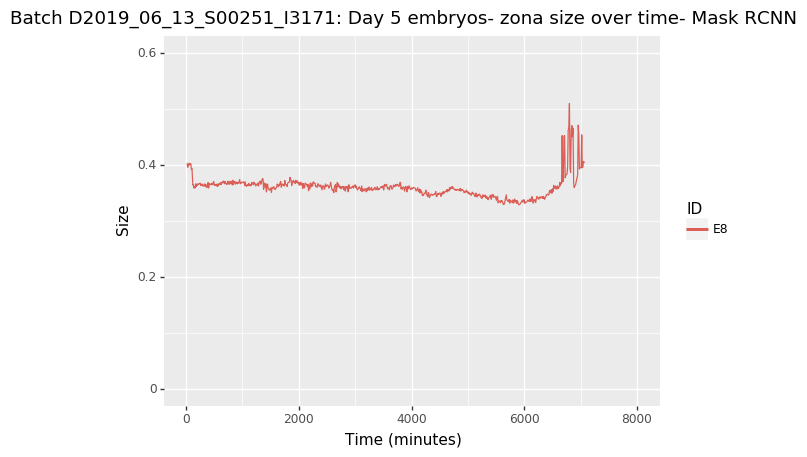 Batch D2019_06_13_S00251_I3171: Day 5 embryos- zona size over time- Mask RCNN
0.6
0.4
0.2
0
Size
0 2000 4000 6000 8000
Time (minutes)
ID
E8